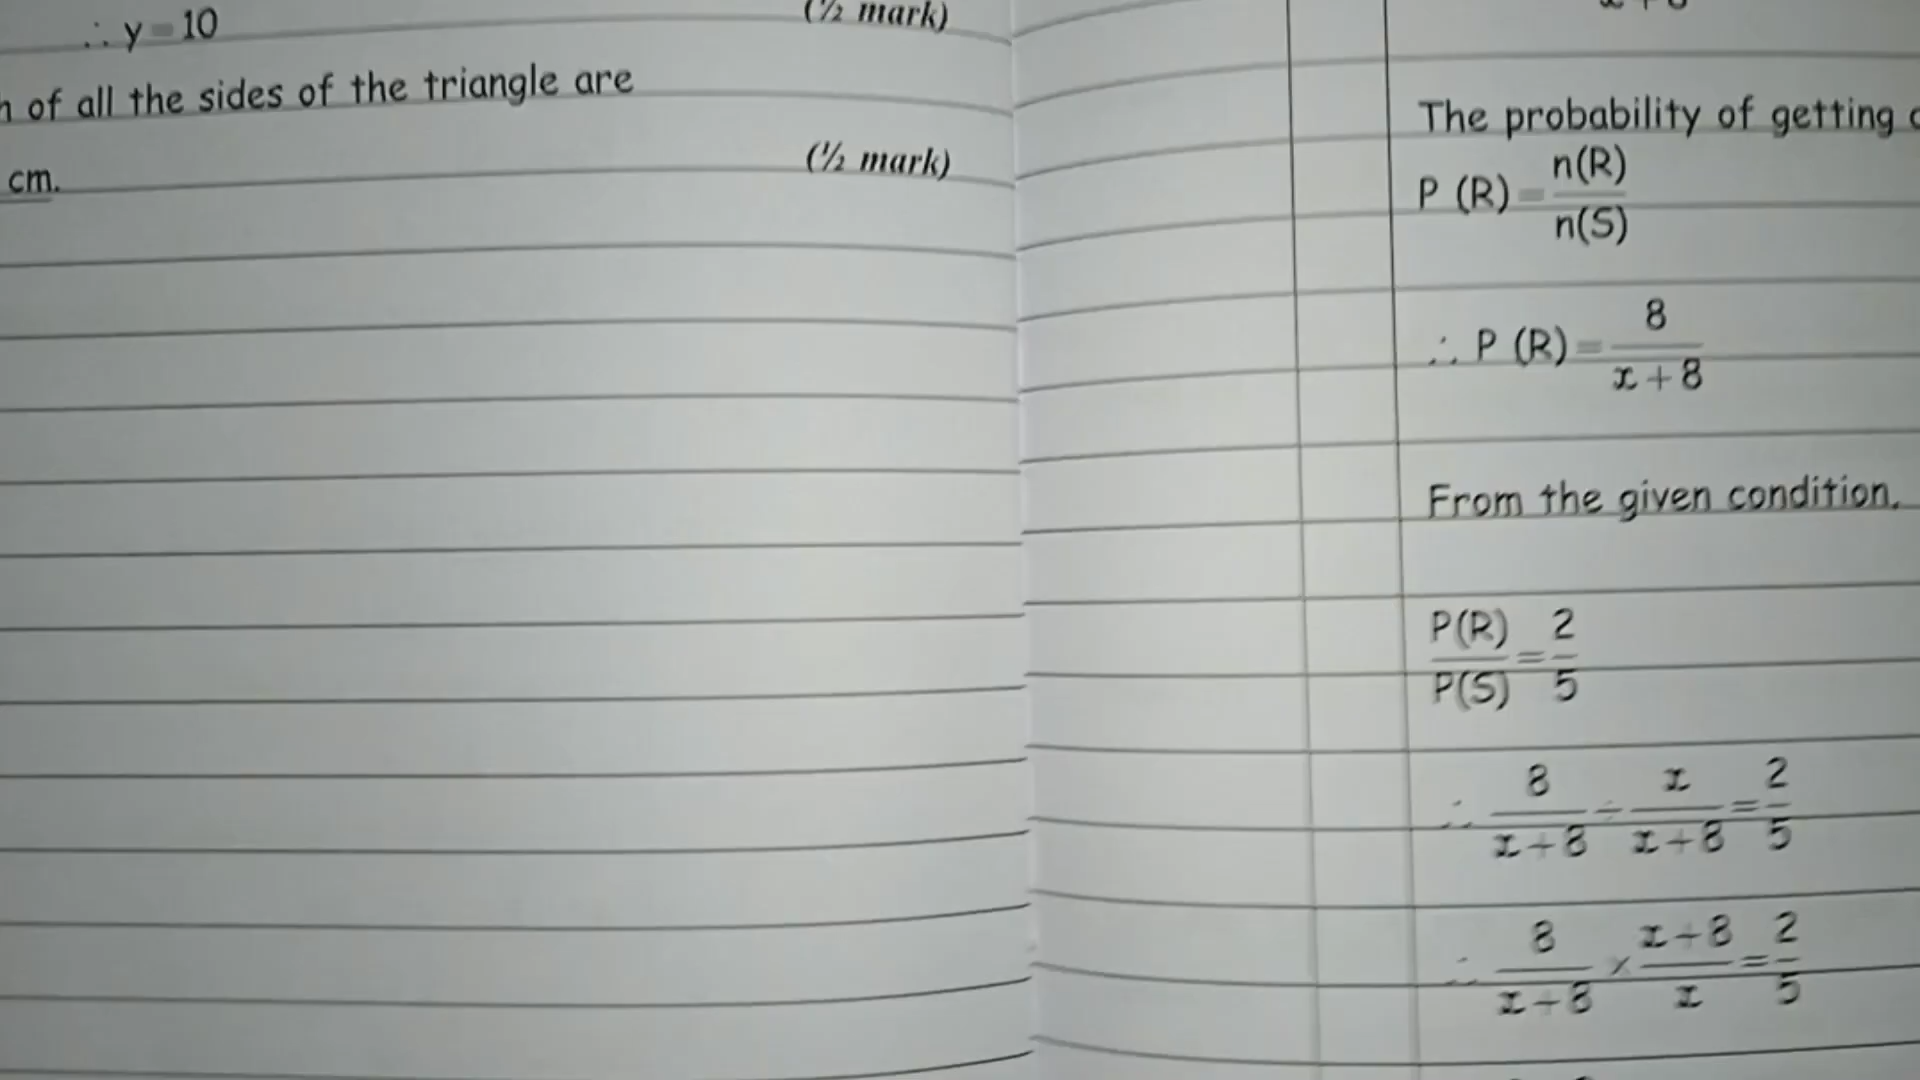 ∴ y = 10 (½ mark)
of all the sides of the triangle are
cm. (½ mark)
The probability of getting
P (R) = n(R)/n(S)
∴ P (R) = 8/(x + 8)
From the given condition,
P(R)/P(S) = 2/5
∴ 8/(x + 8) ÷ x/(x + 8) = 2/5
∴ 8/(x + 8) × (x + 8)/x = 2/5